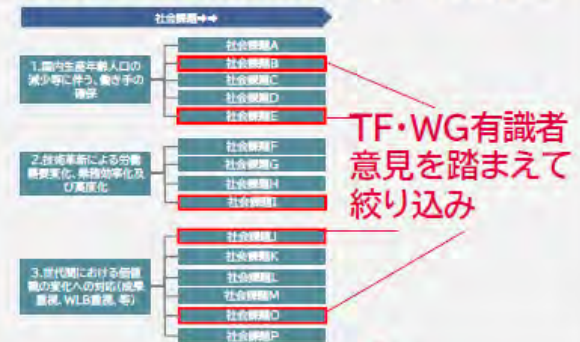 社会課題➔➔
1.国内生産年齢人口の
減少等に伴う、働き手の
確保
社会課題A
社会課題B
社会課題C
社会課題D
社会課題E
2.技術革新による労働
需要変化、業務効率化及
び高度化
社会課題F
社会課題G
社会課題H
社会課題I
3.世代間における価値
観の変化への対応(成果
重視、WLB重視、等)
社会課題J
社会課題K
社会課題L
社会課題M
社会課題O
社会課題P
TF・WG有識者
意見を踏まえて
絞り込み